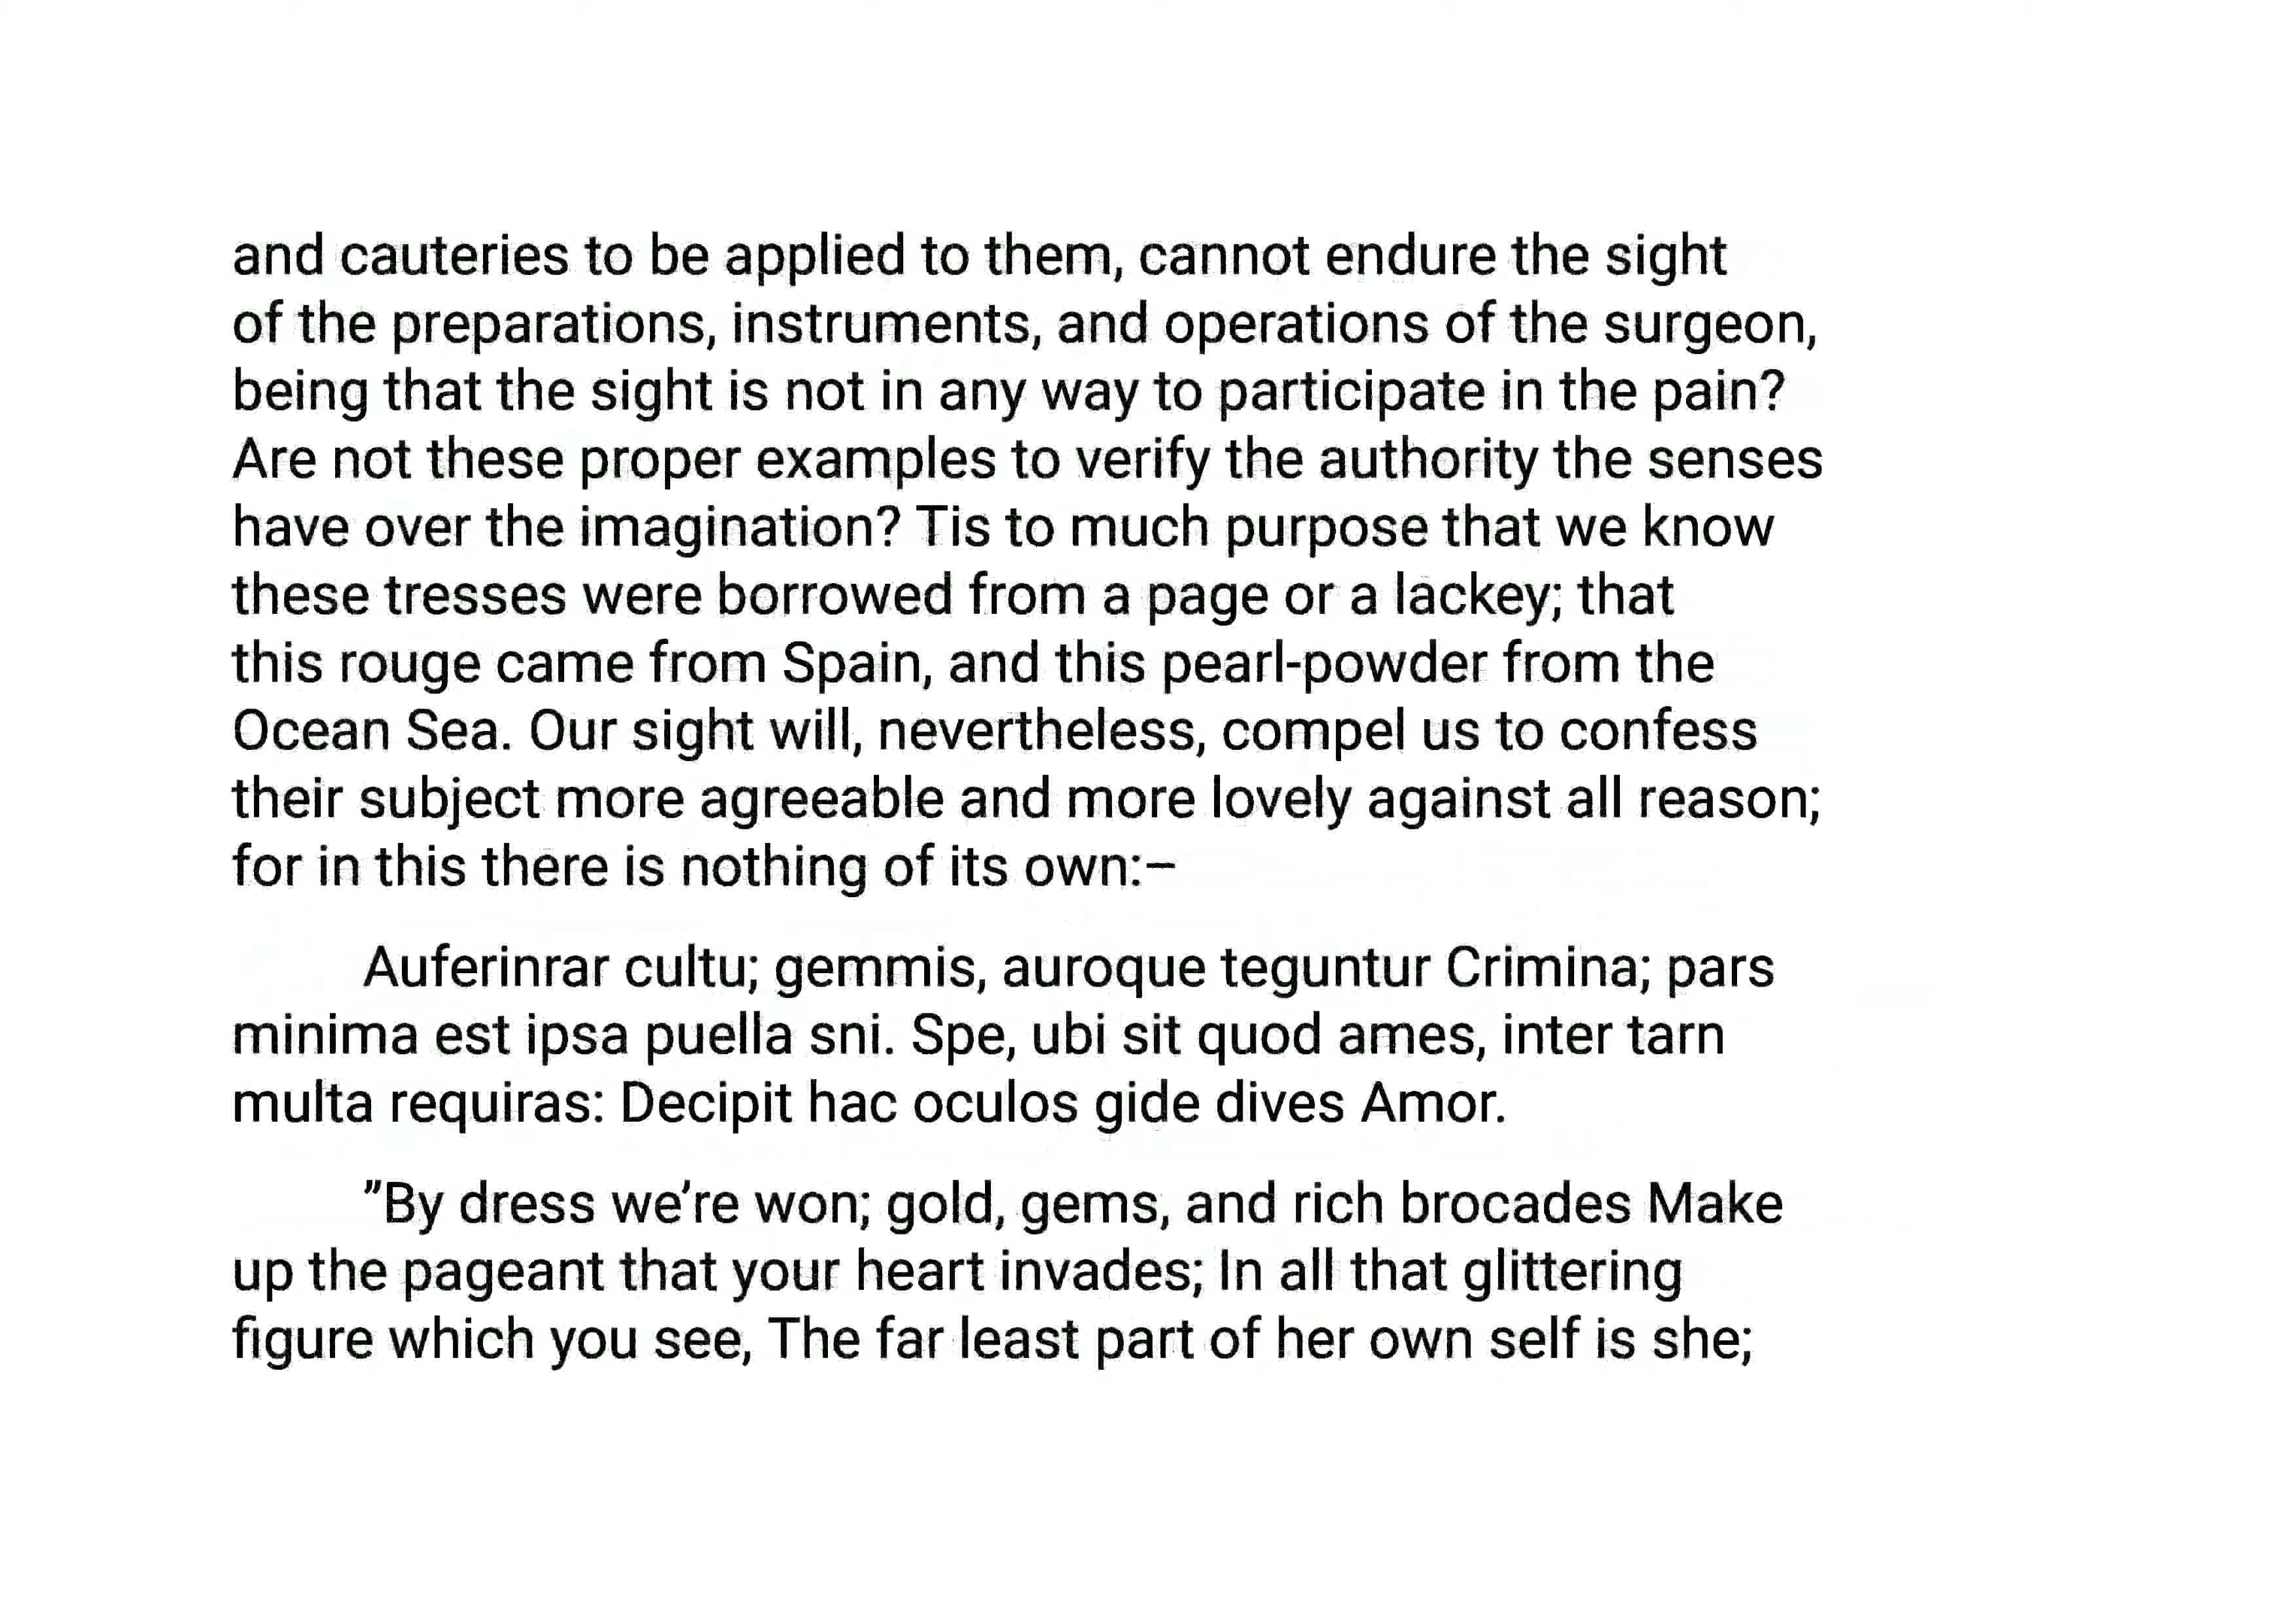 and cauteries to be applied to them, cannot endure the sight
of the preparations, instruments, and operations of the surgeon,
being that the sight is not in any way to participate in the pain?
Are not these proper examples to verify the authority the senses
have over the imagination? Tis to much purpose that we know
these tresses were borrowed from a page or a lackey; that
this rouge came from Spain, and this pearl-powder from the
Ocean Sea. Our sight will, nevertheless, compel us to confess
their subject more agreeable and more lovely against all reason;
for in this there is nothing of its own:–
Auferinrar cultu; gemmis, auroque teguntur Crimina; pars
minima est ipsa puella sni. Spe, ubi sit quod ames, inter tarn
multa requiras: Decipit hac oculos gide dives Amor.
”By dress we’re won; gold, gems, and rich brocades Make
up the pageant that your heart invades; In all that glittering
figure which you see, The far least part of her own self is she;